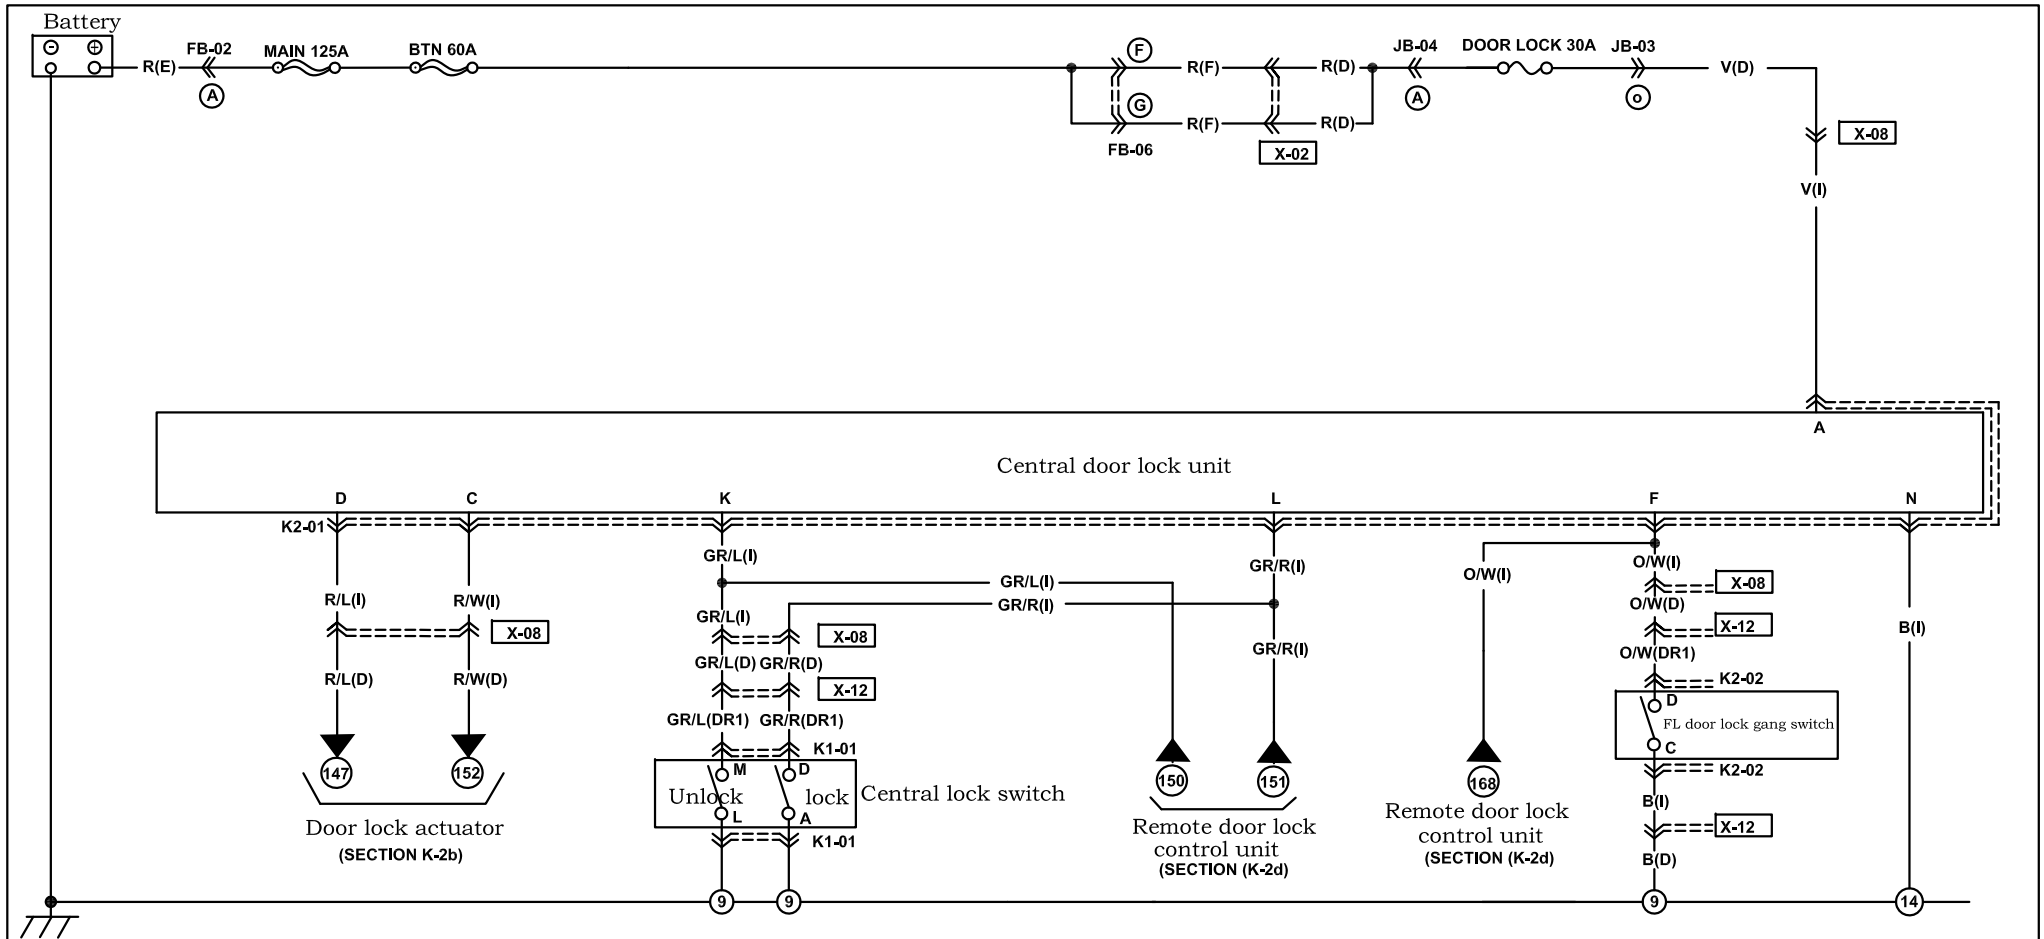 Battery
FB-02
MAIN 125A
BTN 60A
F
JB-04
DOOR LOCK 30A
JB-03
R(E)
R(F)
R(D)
V(D)
A
G
A
o
R(F)
R(D)
FB-06
X-02
X-08
V(I)
A
Central door lock unit
D
C
K
L
F
N
K2-01
GR/L(I)
GR/R(I)
O/W(I)
O/W(I)
GR/L(I)
X-08
R/L(I)
R/W(I)
GR/R(I)
O/W(D)
GR/L(I)
X-08
X-08
X-12
B(I)
GR/L(D)
GR/R(D)
GR/R(I)
O/W(DR1)
R/L(D)
R/W(D)
X-12
K2-02
GR/L(DR1)
GR/R(DR1)
D
FL door lock gang switch
C
K1-01
147
152
M
D
150
151
168
K2-02
Unlock
lock
Central lock switch
L
A
B(I)
Door lock actuator
(SECTION K-2b)
K1-01
Remote door lock
control unit
(SECTION (K-2d)
Remote door lock
control unit
(SECTION (K-2d)
X-12
B(D)
9
9
9
14